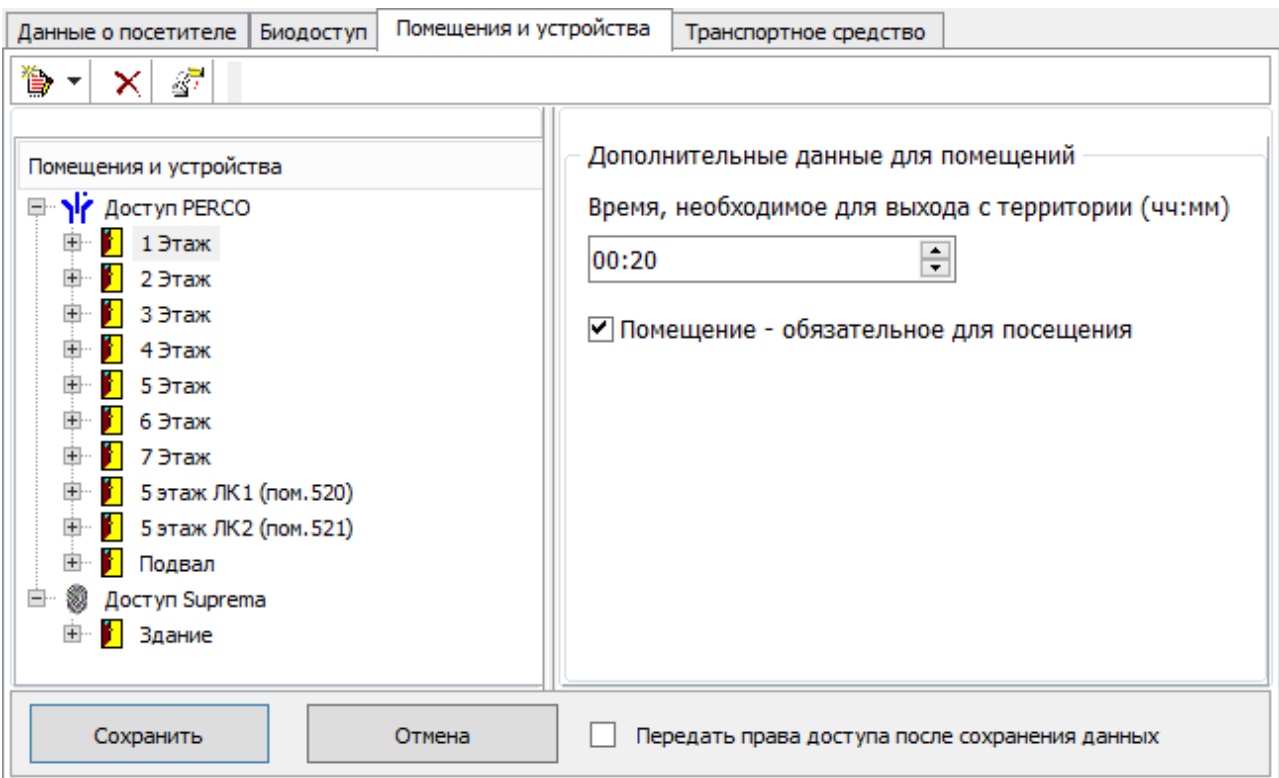 Данные о посетителе
Биодоступ
Помещения и устройства
Транспортное средство
Помещения и устройства
Доступ PERCO
1 Этаж
2 Этаж
3 Этаж
4 Этаж
5 Этаж
6 Этаж
7 Этаж
5 этаж ЛК1 (пом.520)
5 этаж ЛК2 (пом.521)
Подвал
Доступ Suprema
Здание
Дополнительные данные для помещений
Время, необходимое для выхода с территории (чч:мм)
00:20
Помещение - обязательное для посещения
Сохранить
Отмена
Передать права доступа после сохранения данных